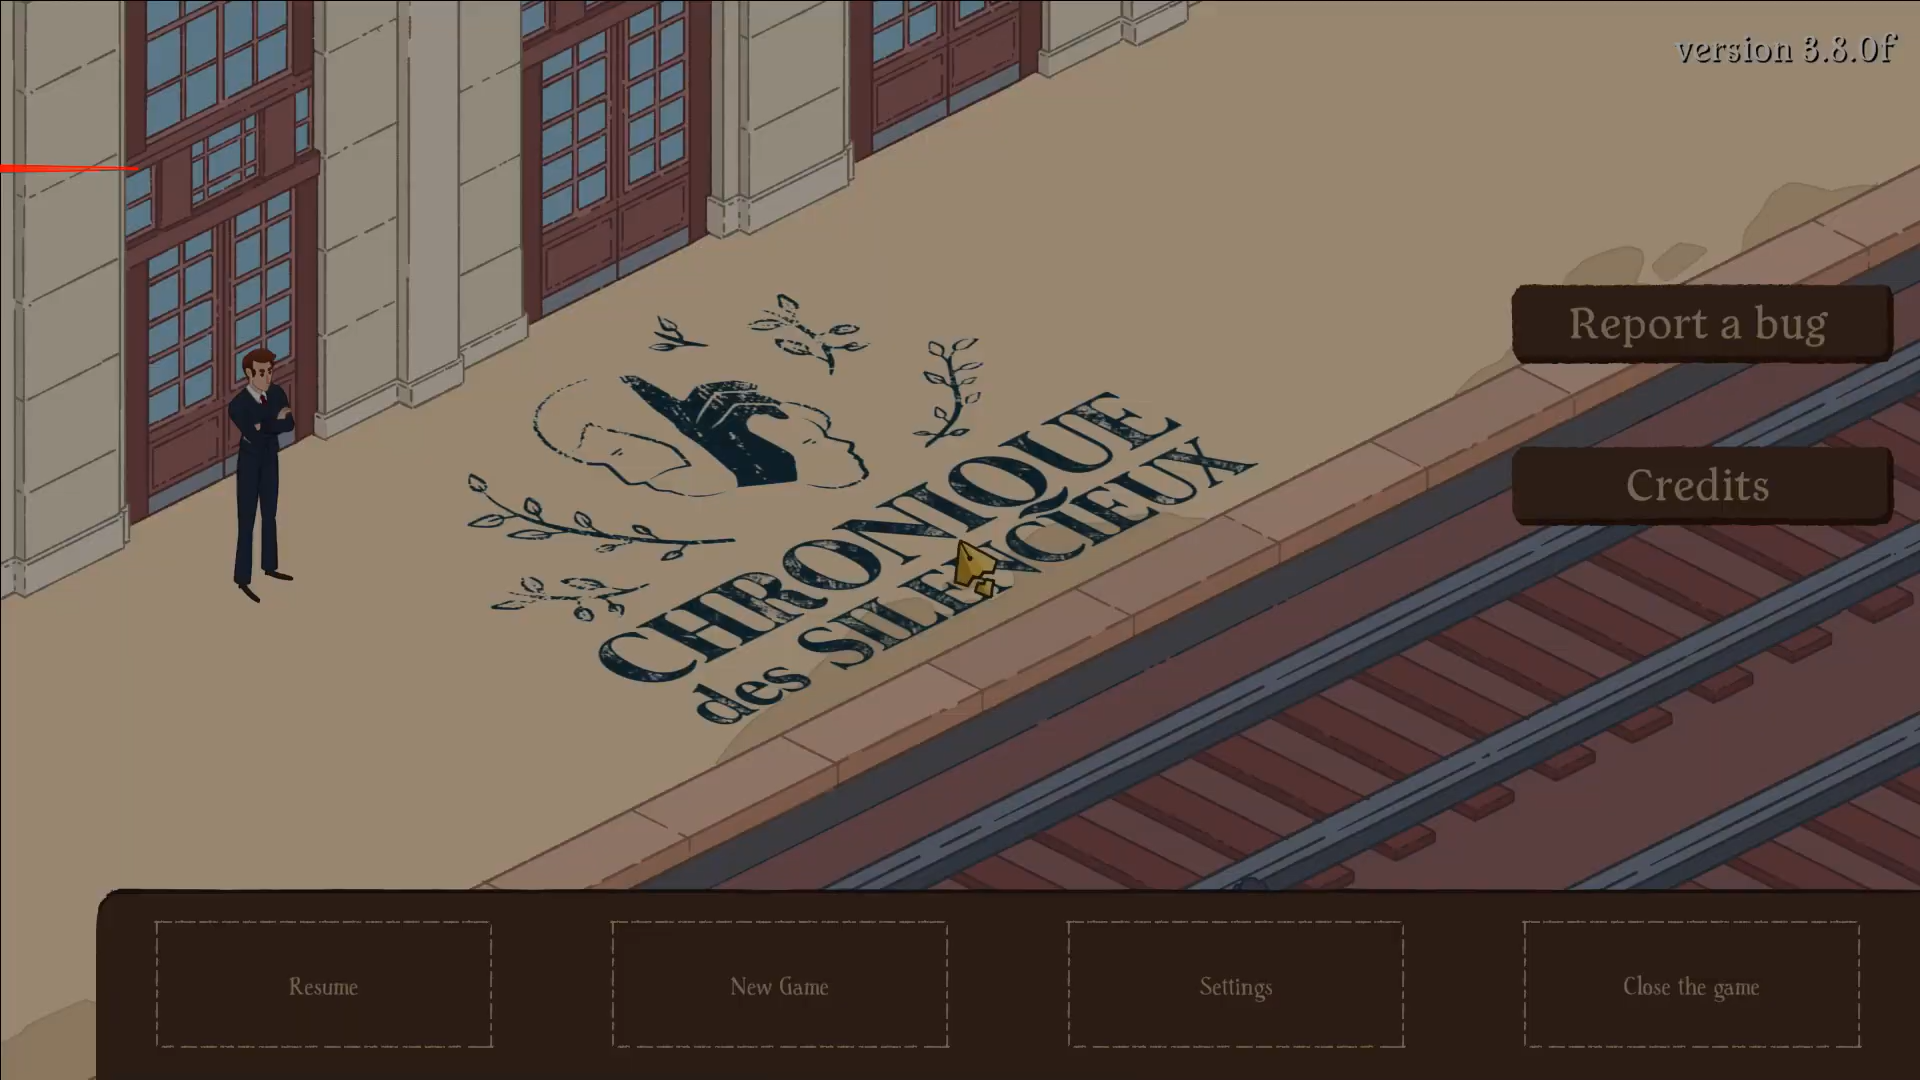 version 3.8.0f
Report a bug
Credits
CHRONIQUE
des SILENCIEUX
Resume
New Game
Settings
Close the game